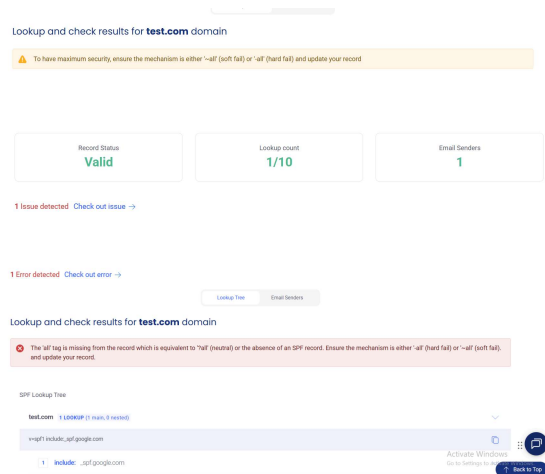 Lookup and check results for test.com domain
To have maximum security, ensure the mechanism is either '~all' (soft fail) or '-all' (hard fail) and update your record
Record Status
Valid
Lookup count
1/10
Email Senders
1
1 Issue detected Check out issue →
1 Error detected Check out error →
Lookup Tree Email Senders
Lookup and check results for test.com domain
The 'all' tag is missing from the record which is equivalent to '?all' (neutral) or the absence of an SPF record. Ensure the mechanism is either '-all' (hard fail) or '~all' (soft fail).
and update your record.
SPF Lookup Tree
test.com 1 LOOKUP (1 main, 0 nested)
v=spf1 include:_spf.google.com
1 include: _spf.google.com
Activate Windows
Go to Settings to
Back to Top